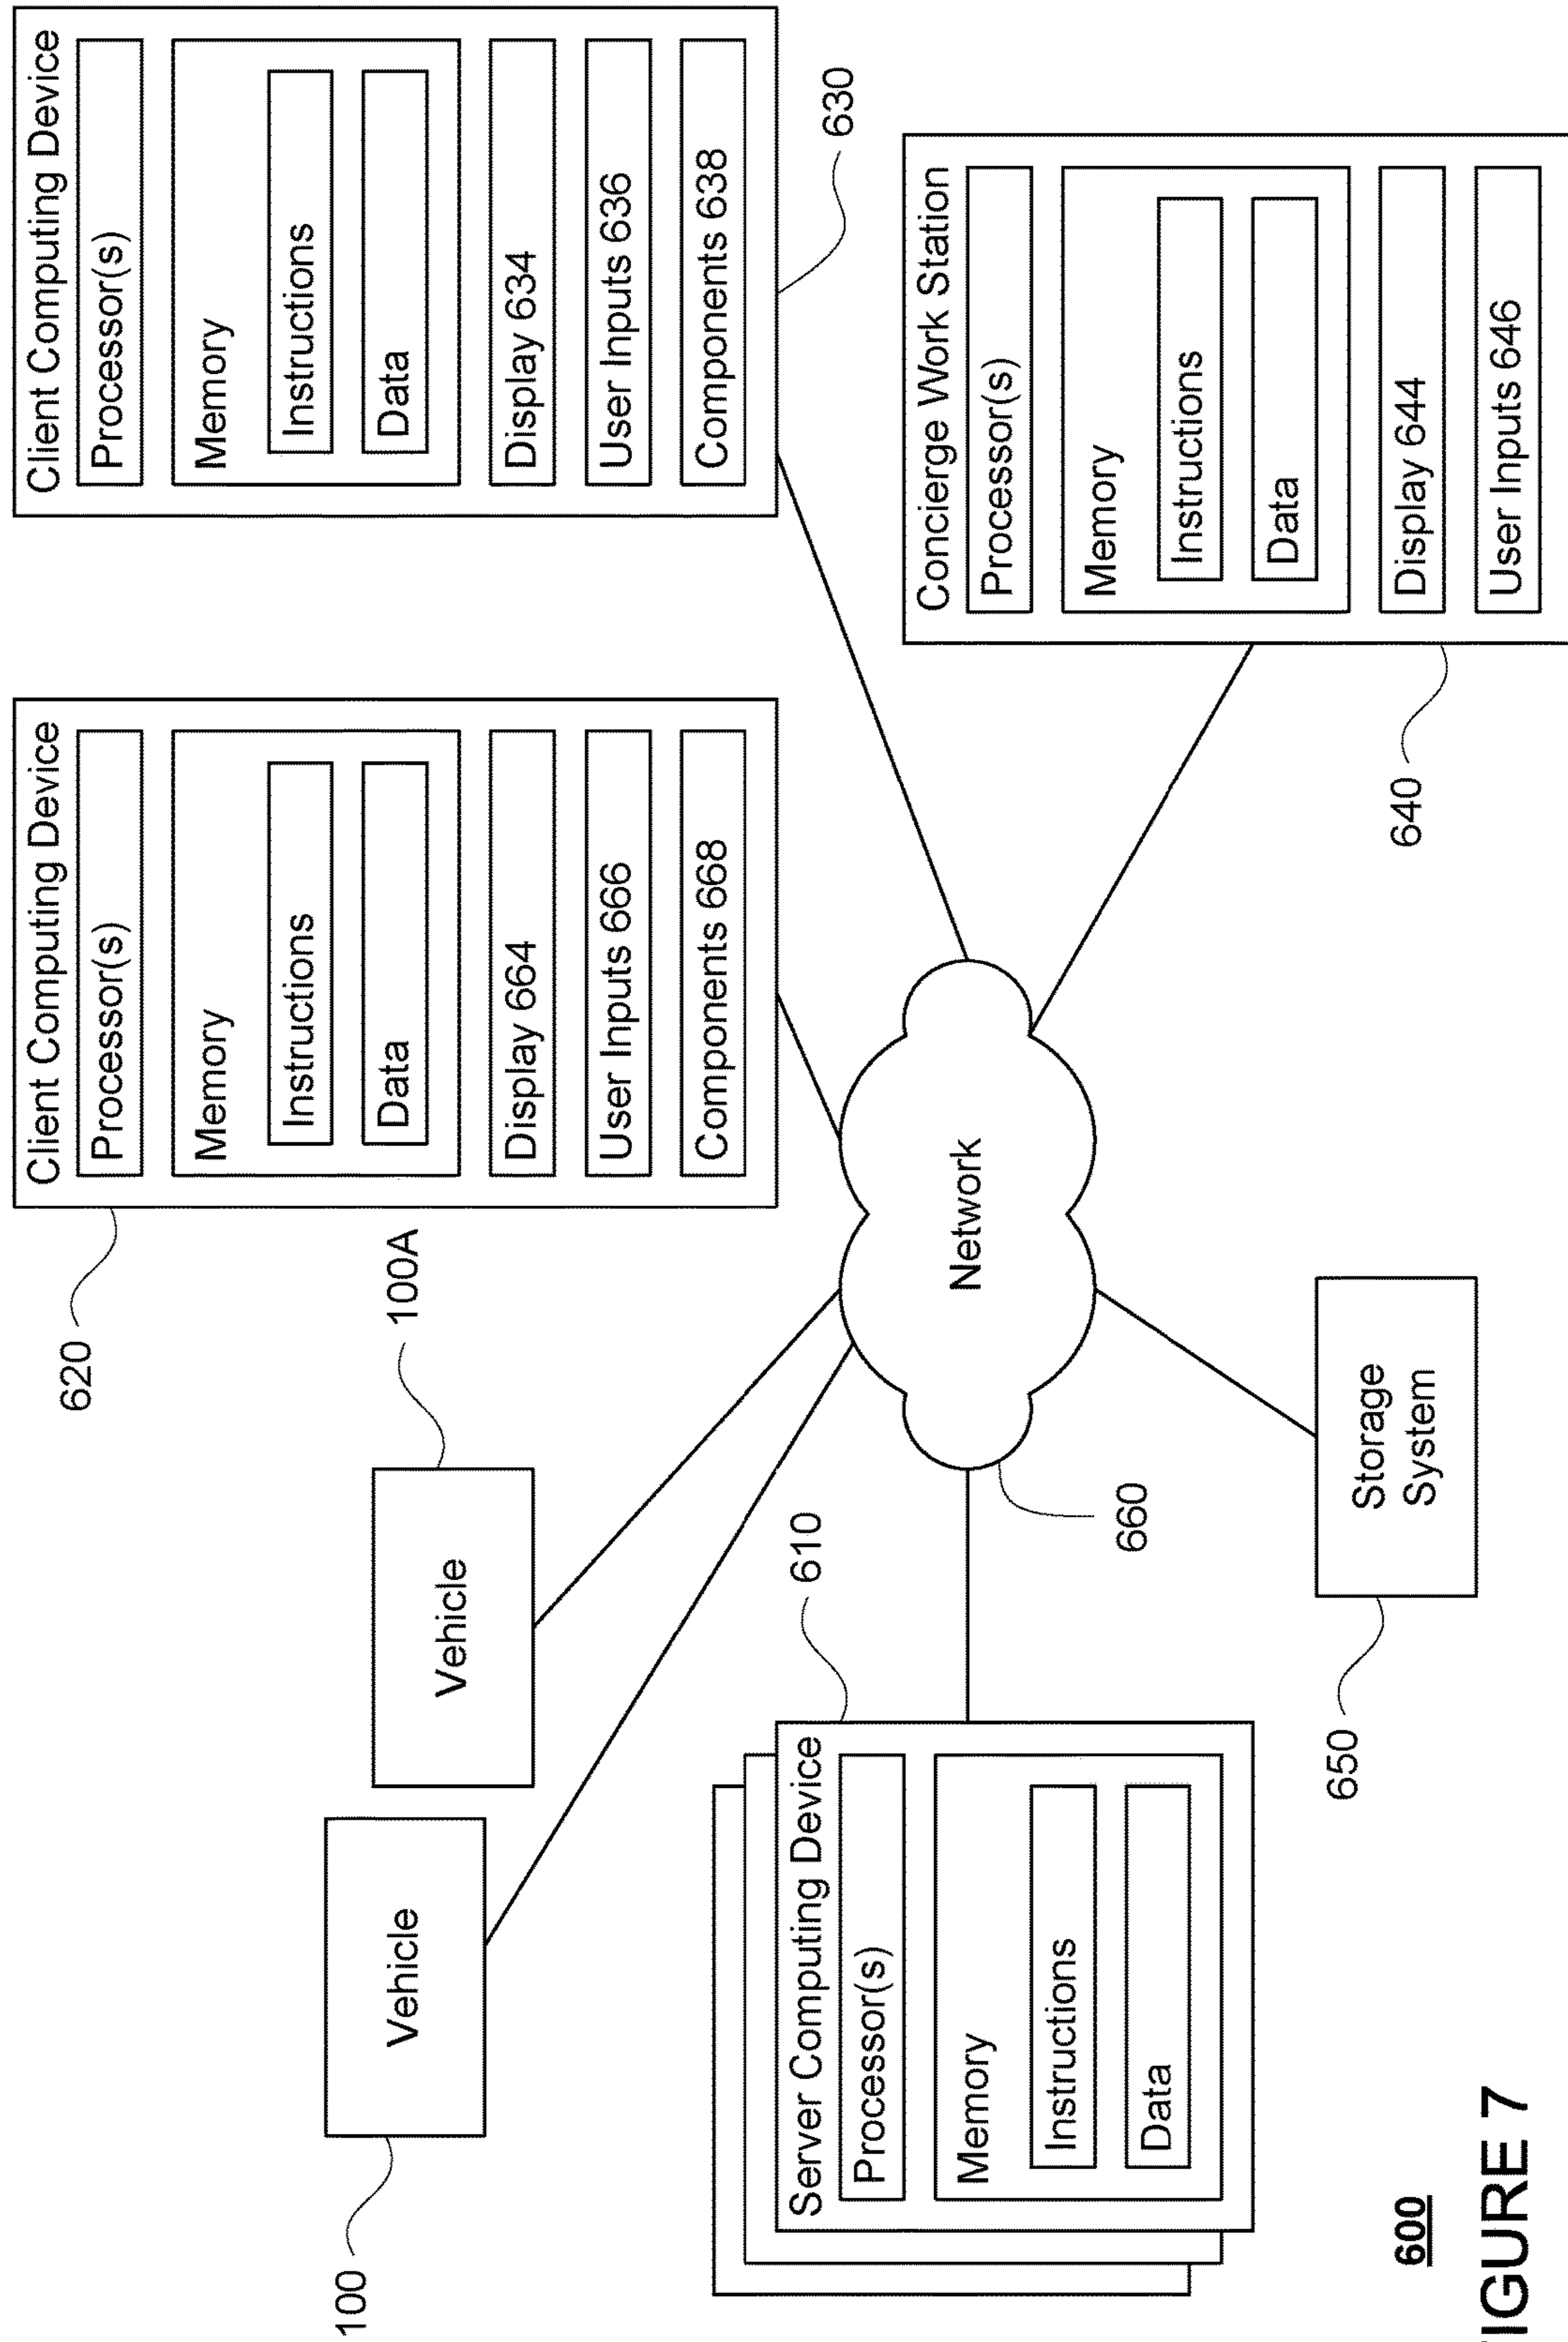 Client Computing Device
Processor(s)
Memory
Instructions
Data
Display 664
User Inputs 666
Components 668
620
Client Computing Device
Processor(s)
Memory
Instructions
Data
Display 634
User Inputs 636
Components 638
630
Vehicle
100
Vehicle
100A
Server Computing Device
Processor(s)
Memory
Instructions
Data
610
Network
660
Concierge Work Station
Processor(s)
Memory
Instructions
Data
Display 644
User Inputs 646
640
Storage
System
650
600
IGURE 7